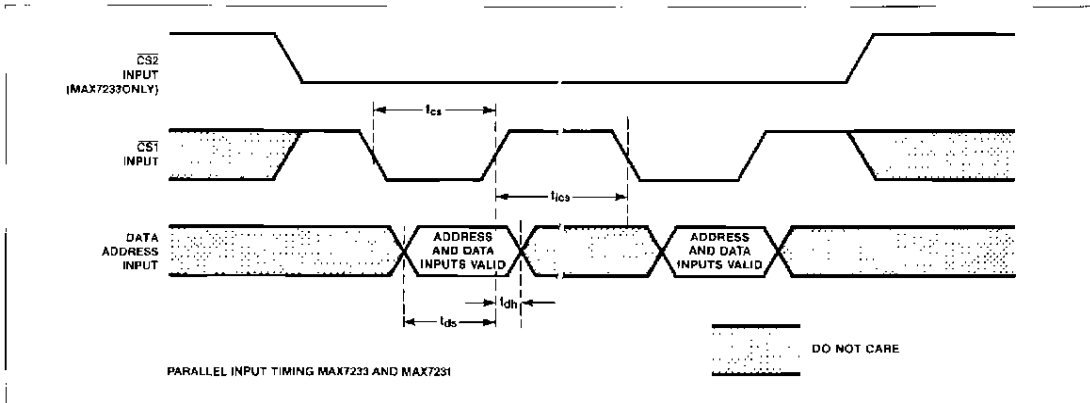 CS2
INPUT
(MAX7233ONLY)
tcs
CS1
INPUT
tics
DATA
ADDRESS
INPUT
ADDRESS
AND DATA
INPUTS VALID
ADDRESS
AND DATA
INPUTS VALID
tdh
tds
DO NOT CARE
PARALLEL INPUT TIMING MAX7233 AND MAX7231